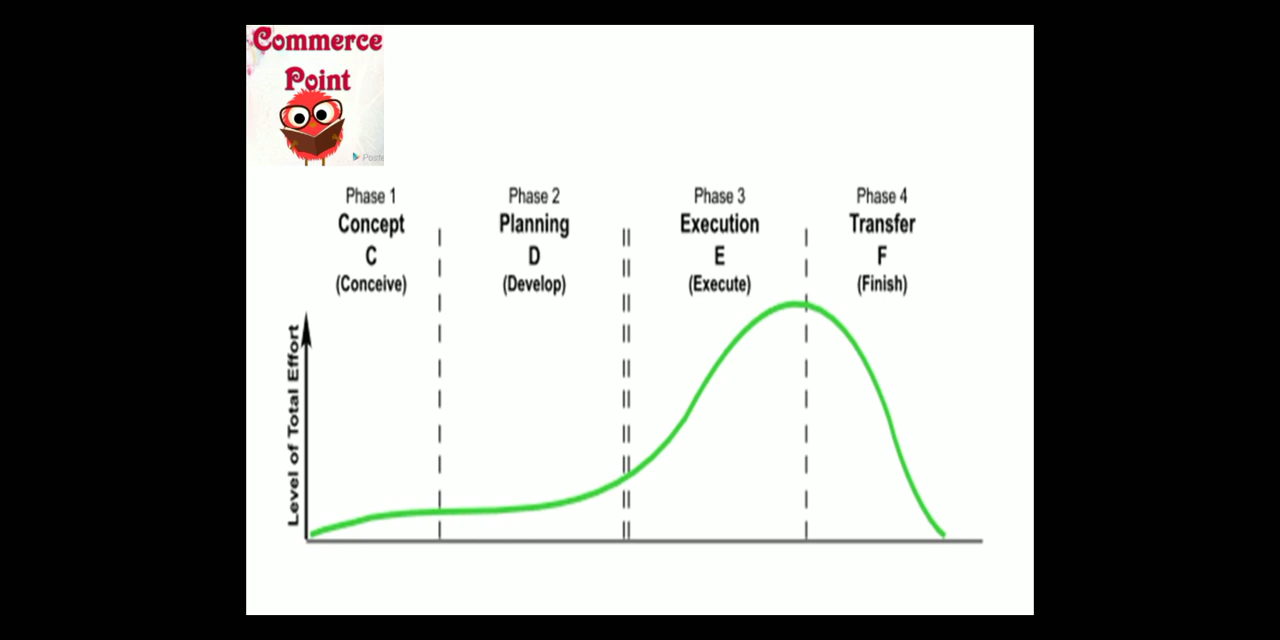 Commerce
Point
Phase 1
Concept
C
(Conceive)
Phase 2
Planning
D
(Develop)
Phase 3
Execution
E
(Execute)
Phase 4
Transfer
F
(Finish)
Level of Total Effort